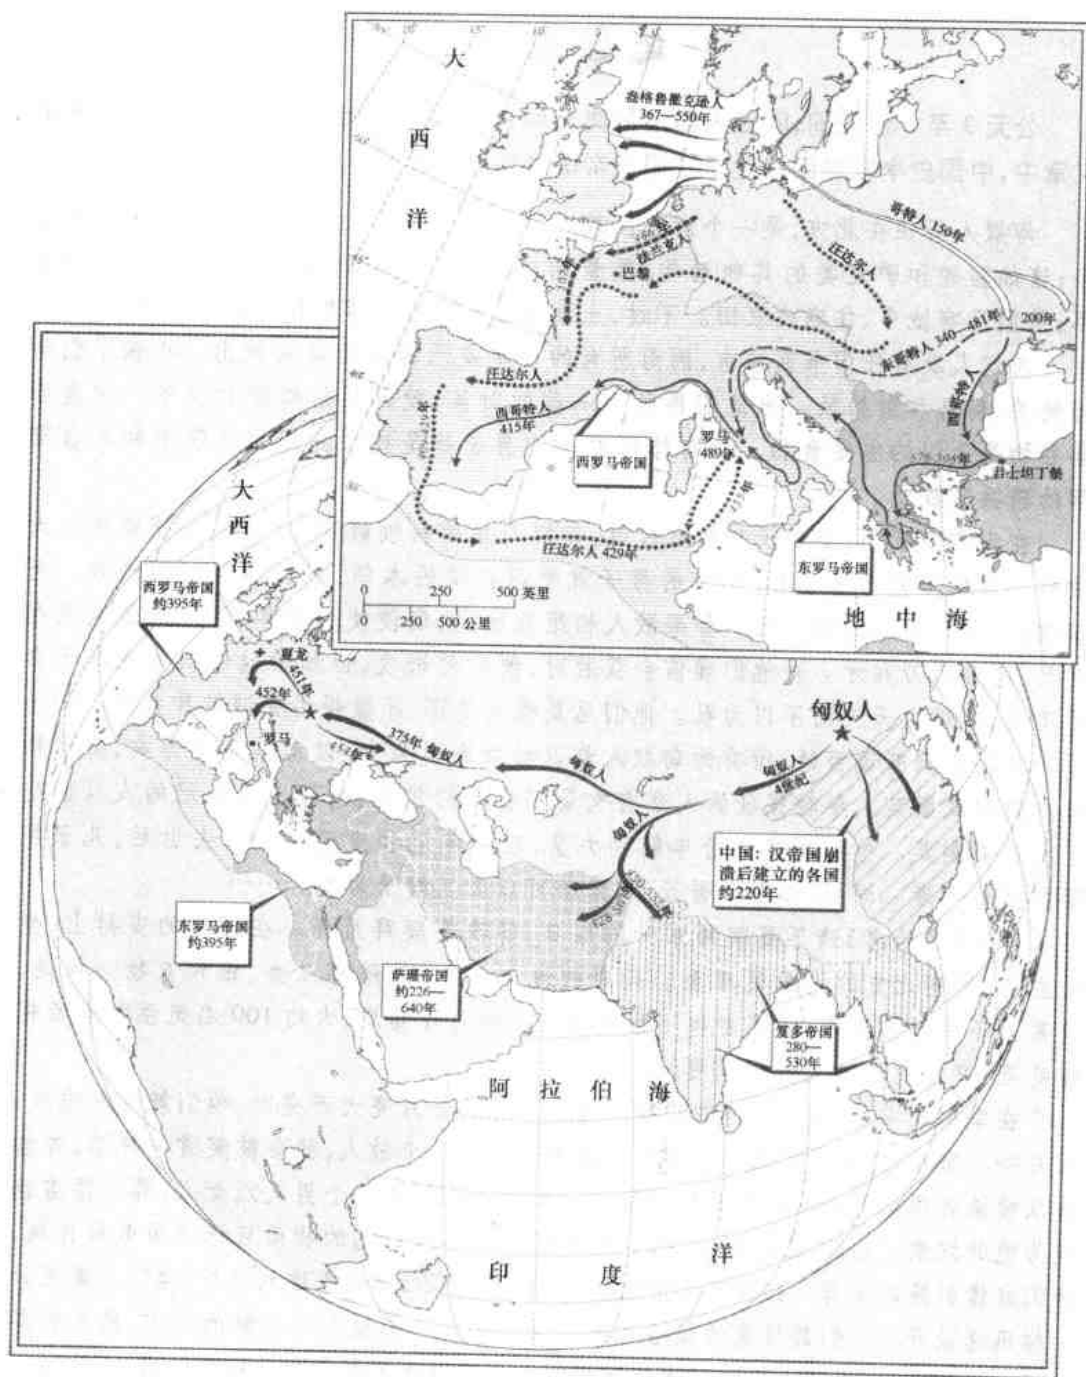 大
西
洋
盎格鲁撒克逊人
367—550年
哥特人 150年
法兰克人
巴黎
汪达尔人
200年
东哥特人 340—481年
汪达尔人
西哥特人
西哥特人
415年
罗马
489年
西罗马帝国
君士坦丁堡
汪达尔人 429年
东罗马帝国
0 250 500 英里
0 250 500 公里
地中海
大
西
洋
西罗马帝国
约395年
夏龙
451年
452年
罗马
375年 匈奴人
匈奴人
匈奴人
匈奴人
4世纪
匈奴人
中国：汉帝国崩
溃后建立的各国
约220年
东罗马帝国
约395年
萨珊帝国
约226—
640年
笈多帝国
280—
530年
阿拉伯海
印度洋